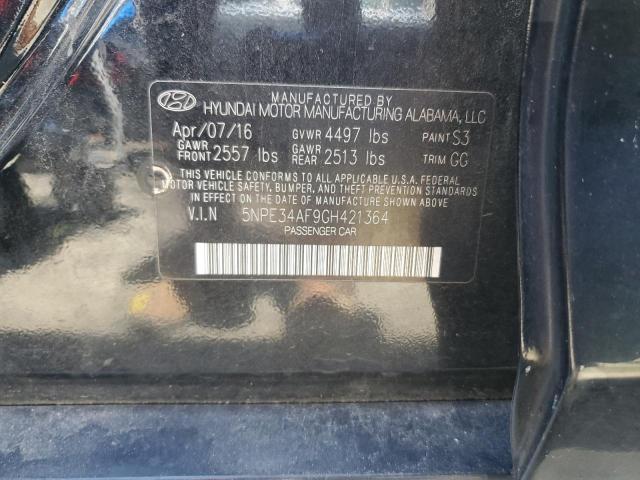 MANUFACTURED BY
HYUNDAI MOTOR MANUFACTURING ALABAMA, LLC
Apr/07/16 GVWR 4497 lbs PAINT S3
GAWR FRONT 2557 lbs GAWR REAR 2513 lbs TRIM GG
THIS VEHICLE CONFORMS TO ALL APPLICABLE U.S.A. FEDERAL
MOTOR VEHICLE SAFETY, BUMPER, AND THEFT PREVENTION STANDARDS
IN EFFECT ON THE DATE OF MANUFACTURE SHOWN ABOVE.
V.I.N 5NPE34AF9GH421364
PASSENGER CAR